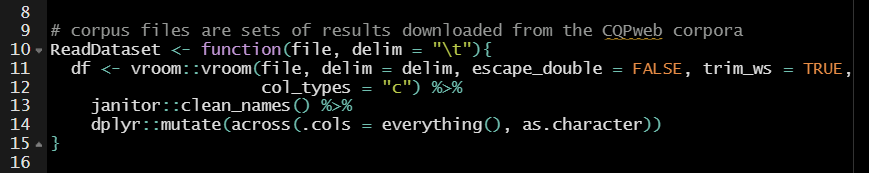 8
9 # corpus files are sets of results downloaded from the CQPweb corpora
10 ReadDataset <- function(file, delim = "\t"){
11   df <- vroom::vroom(file, delim = delim, escape_double = FALSE, trim_ws = TRUE,
12                      col_types = "c") %>%
13     janitor::clean_names() %>%
14     dplyr::mutate(across(.cols = everything(), as.character))
15 }
16